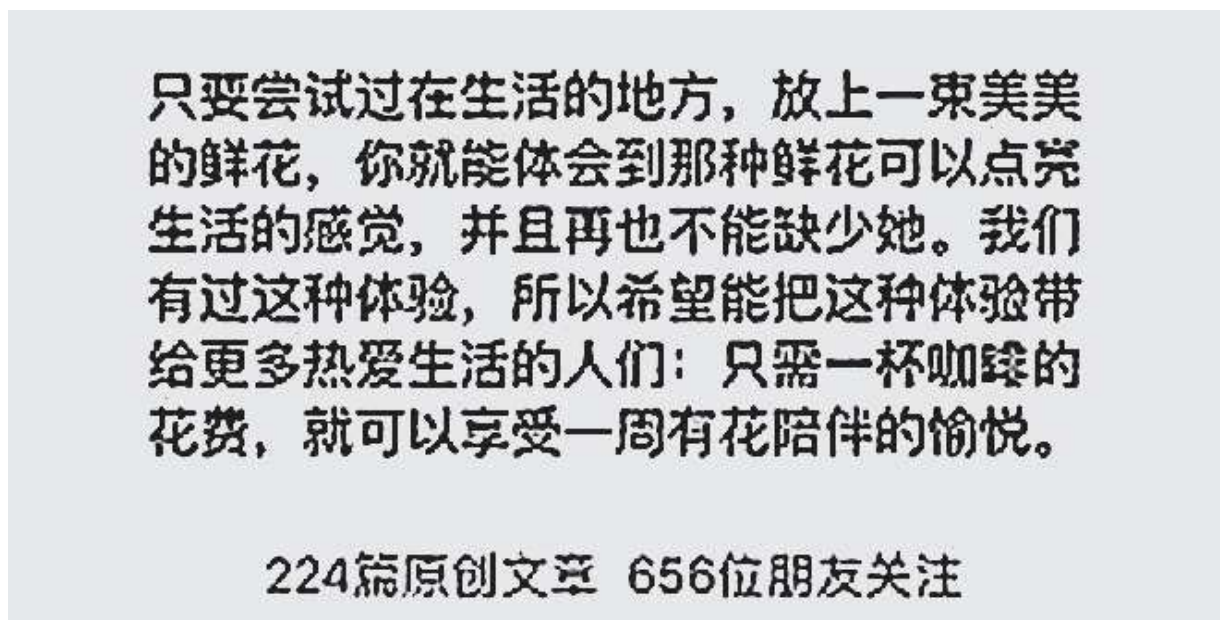 只要尝试过在生活的地方，放上一束美美
的鲜花，你就能体会到那种鲜花可以点亮
生活的感觉，并且再也不能缺少她。我们
有过这种体验，所以希望能把这种体验带
给更多热爱生活的人们：只需一杯咖啡的
花费，就可以享受一周有花陪伴的愉悦。
224篇原创文章 656位朋友关注